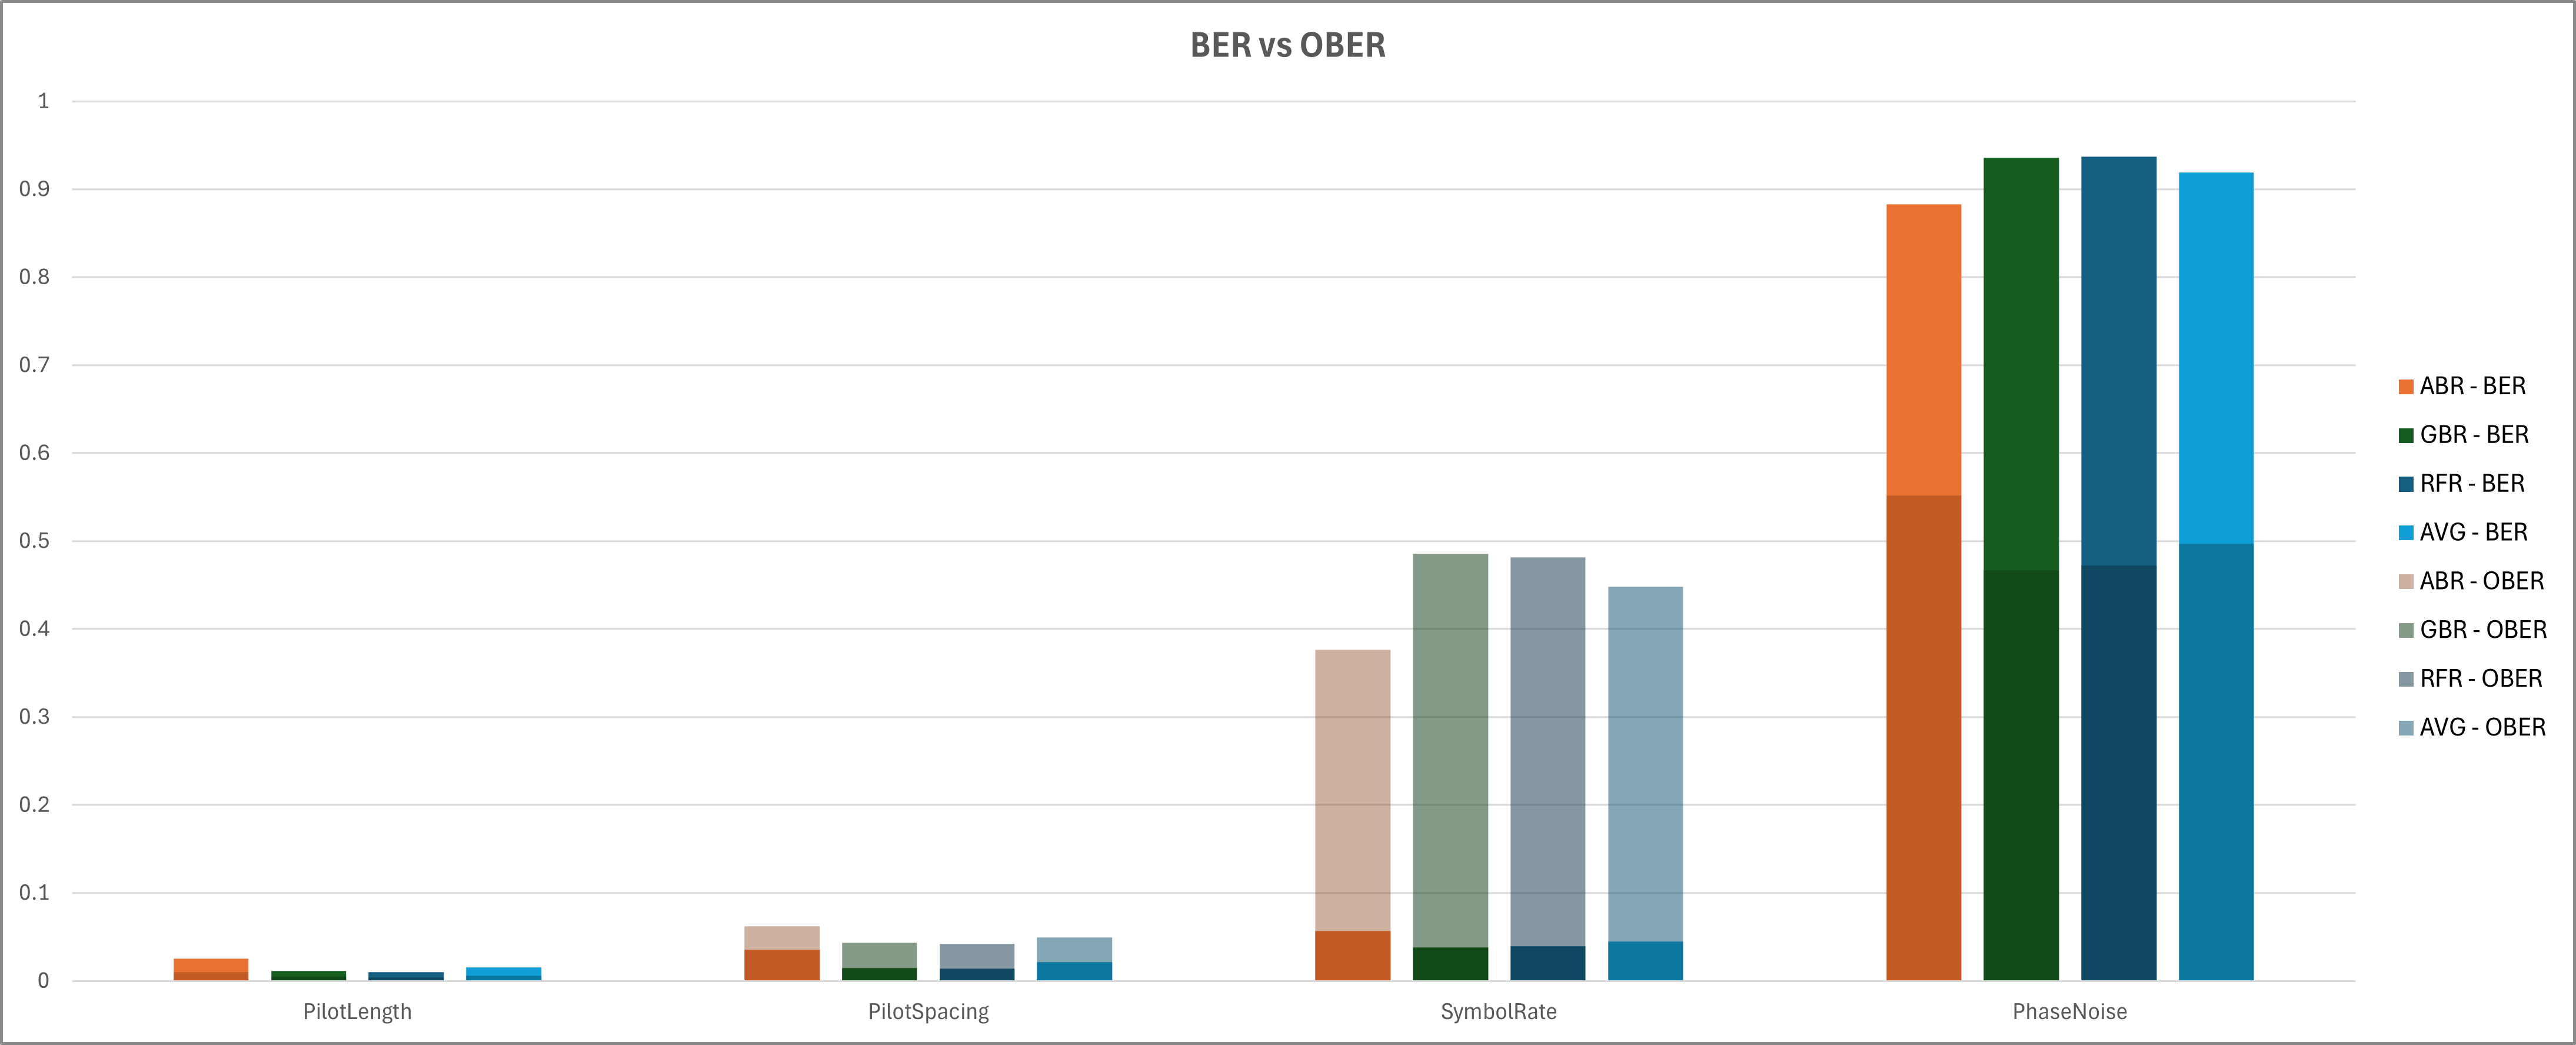 BER vs OBER
1
0.9
0.8
0.7
0.6
0.5
0.4
0.3
0.2
0.1
0
PilotLength
PilotSpacing
SymbolRate
PhaseNoise
ABR - BER
GBR - BER
RFR - BER
AVG - BER
ABR - OBER
GBR - OBER
RFR - OBER
AVG - OBER